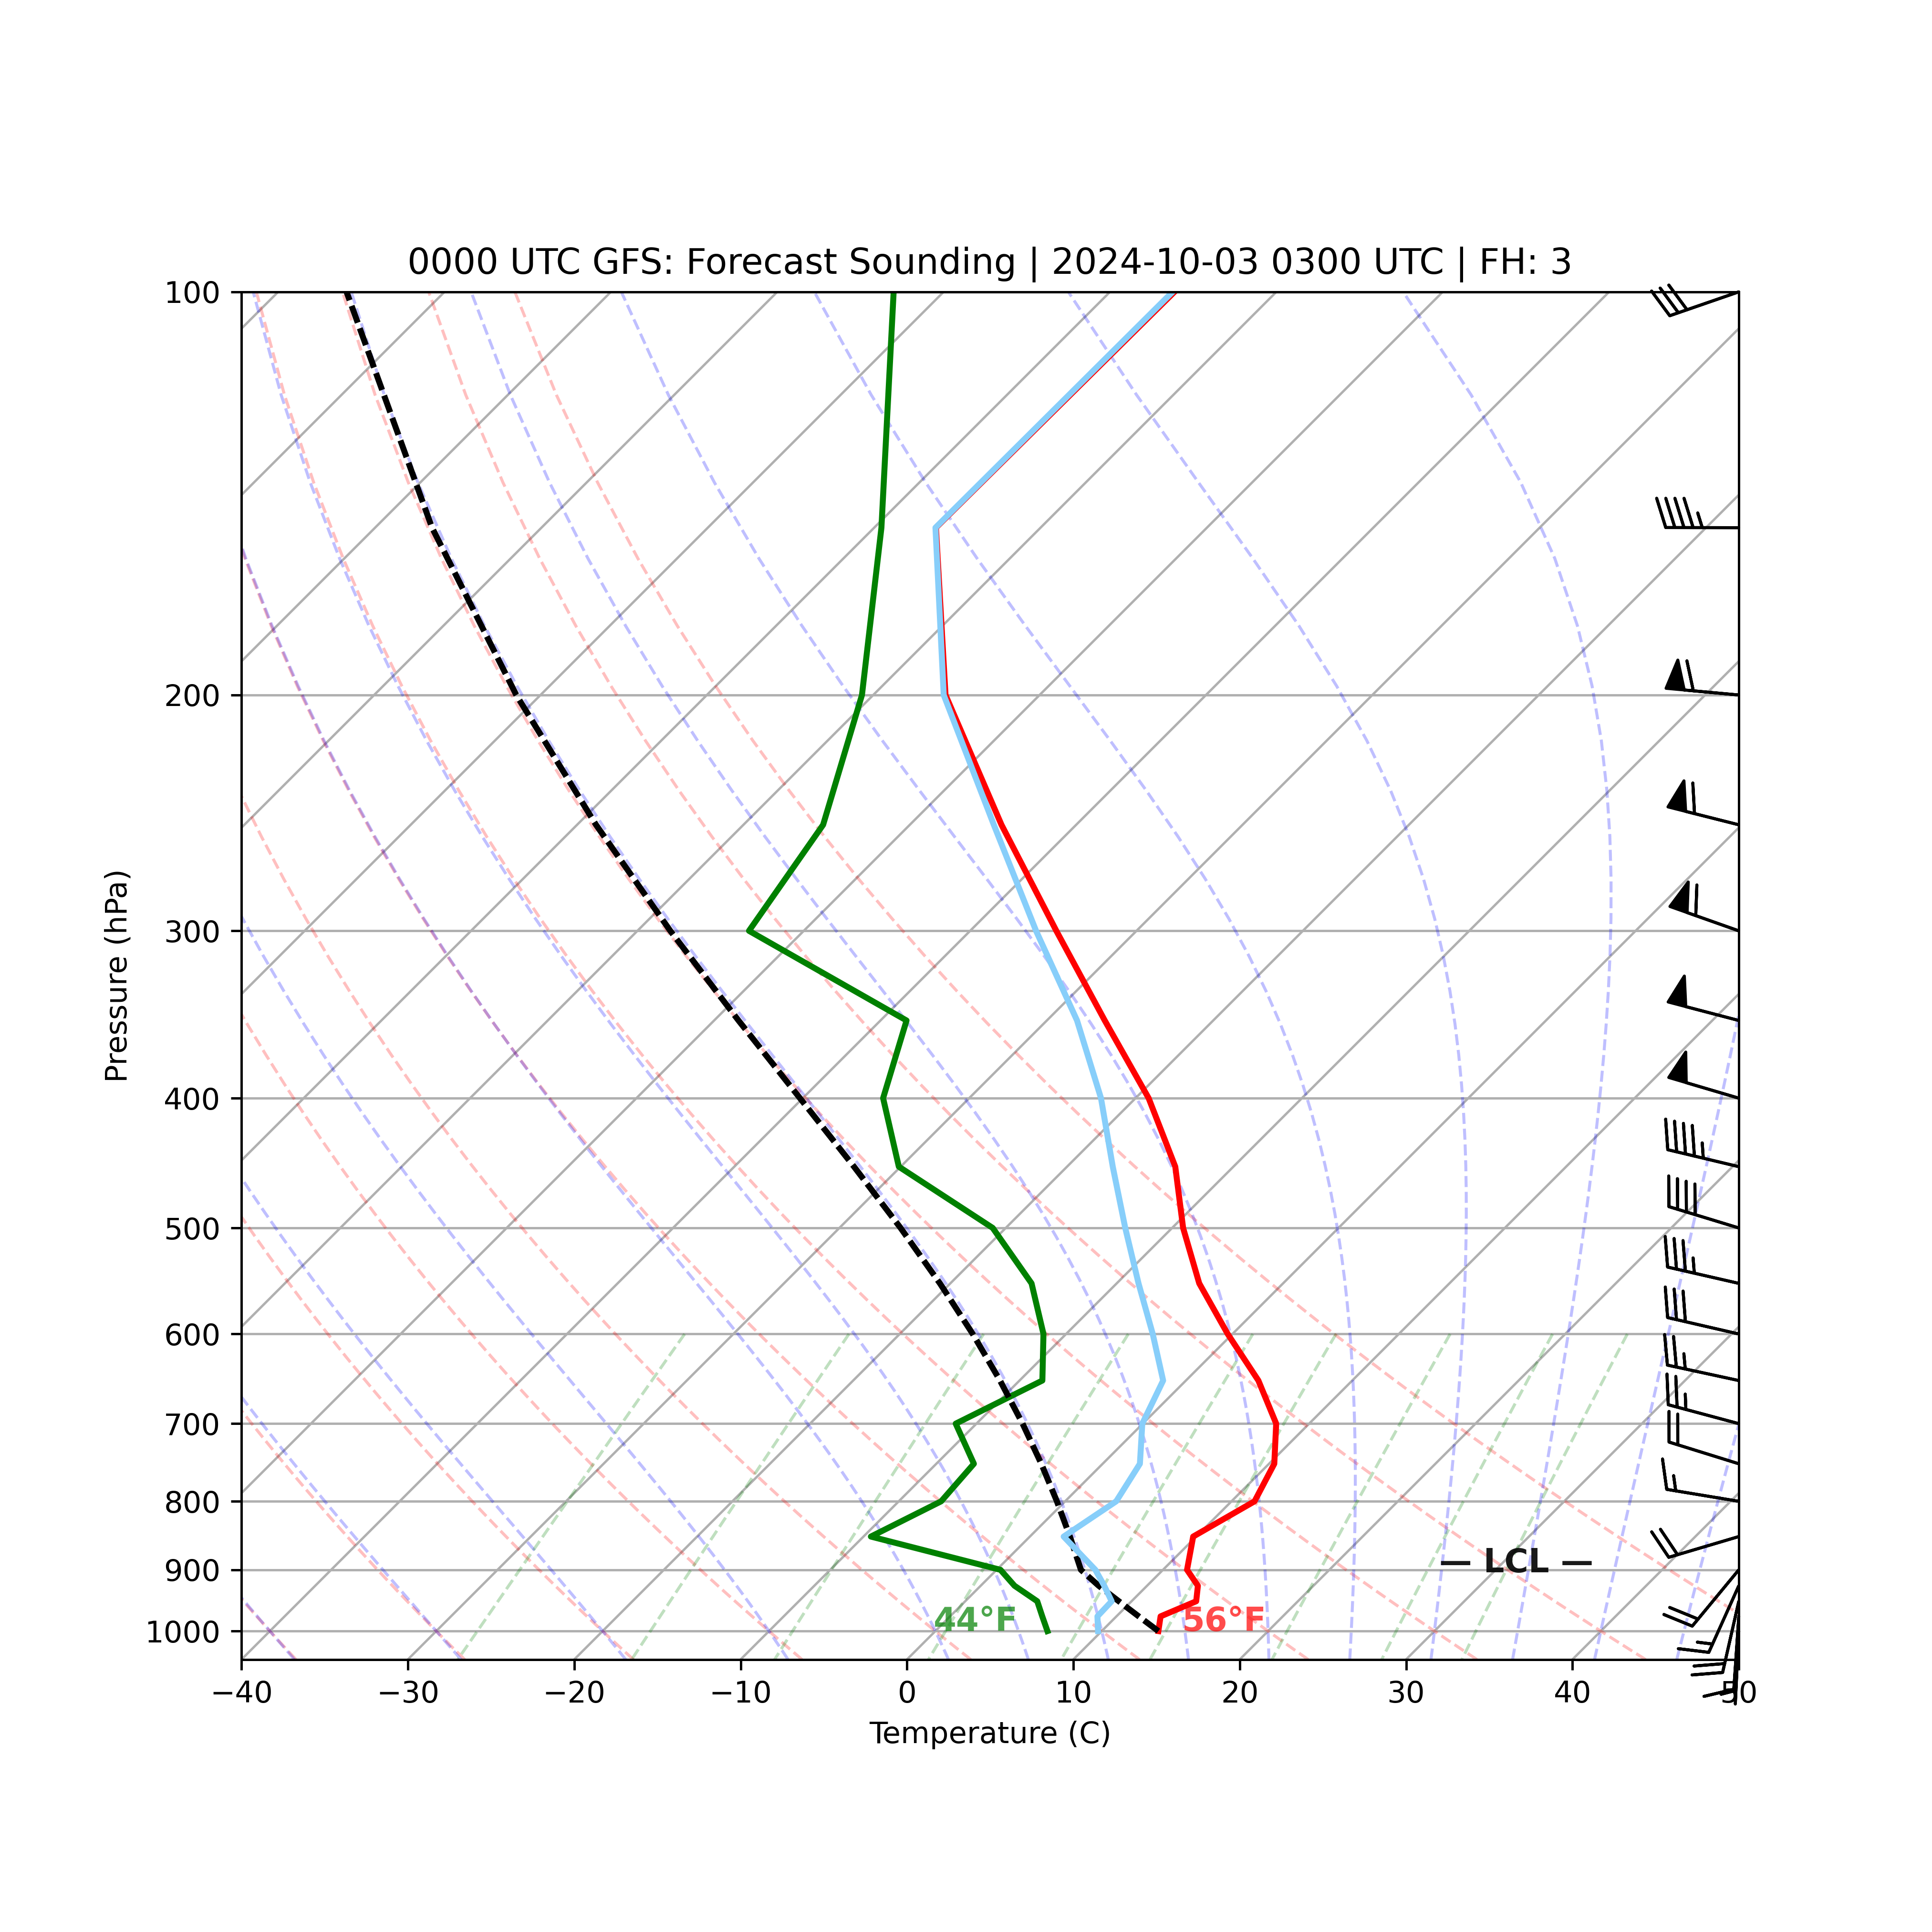 0000 UTC GFS: Forecast Sounding | 2024-10-03 0300 UTC | FH: 3
100
200
300
400
500
600
700
800
900
1000
Pressure (hPa)
— LCL —
44°F
56°F
−40 −30 −20 −10 0 10 20 30 40 50
Temperature (C)